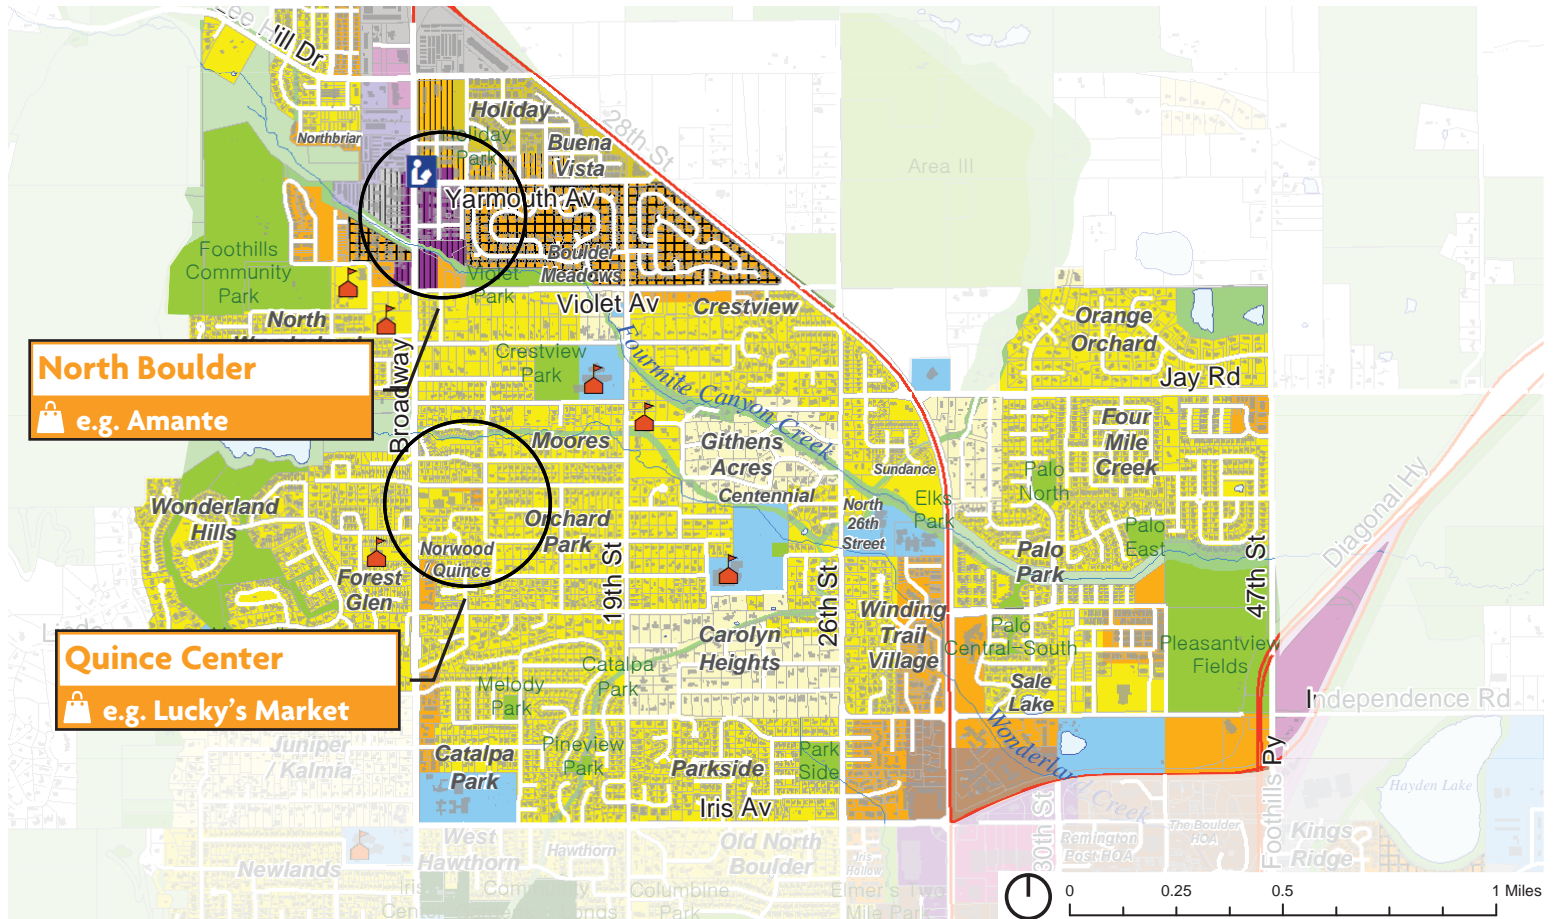 Lee Hill Dr
Holiday
Holiday
Park
28th St
Northbriar
Buena
Vista
Area III
Yarmouth Av
Foothills
Community
Park
Boulder
Meadows
Violet
Park
Violet Av
Crestview
North
Orange
Orchard
Fourmile Canyon Creek
Crestview
Park
Jay Rd
North Boulder
e.g. Amante
Broadway
Moores
Githens
Acres
Four
Mile
Creek
Centennial
Sundance
Palo
North
Wonderland
Hills
Orchard
Park
North
26th
Street
Elks
Park
Palo
East
Diagonal Hy
Norwood
/ Quince
Forest
Glen
Palo
Park
19th St
26th St
47th St
Winding
Trail
Village
Carolyn
Heights
Palo
Central-South
Pleasantview
Fields
Quince Center
e.g. Lucky's Market
Catalpa
Park
Melody
Park
Sale
Lake
Independence Rd
Wonderland Creek
Juniper
/ Kalmia
Catalpa
Park
Pineview
Park
Parkside
Park
Side
Foothills Py
Hayden Lake
Iris Av
30th St
West
Hawthorn
Hawthorn
Old North
Boulder
Iris
Hollow
Remington
Post HOA
The Boulder
HOA
Kings
Ridge
Newlands
Columbine
Park
Elmer's Two
Mile Park
0 0.25 0.5 1 Miles